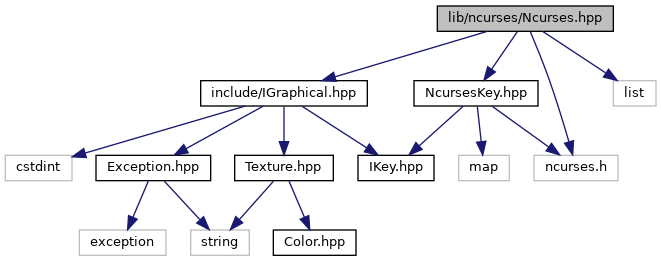 lib/ncurses/Ncurses.hpp
include/IGraphical.hpp
NcursesKey.hpp
list
cstdint
Exception.hpp
Texture.hpp
IKey.hpp
map
ncurses.h
exception
string
Color.hpp